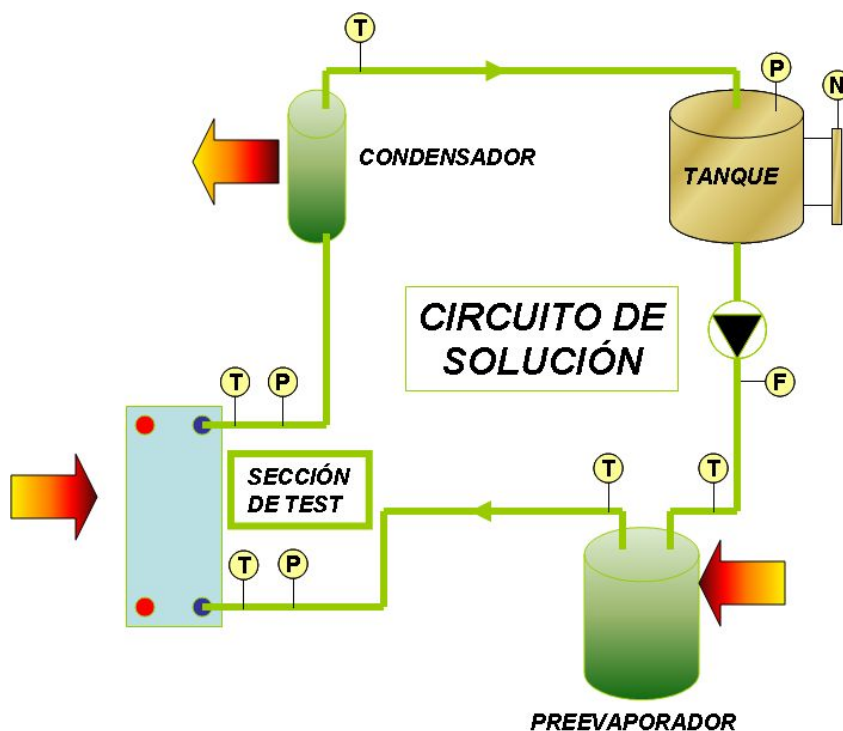 T
P
N
CONDENSADOR
TANQUE
CIRCUITO DE
SOLUCIÓN
T
P
F
SECCIÓN
DE TEST
T
T
T
P
PREEVAPORADOR